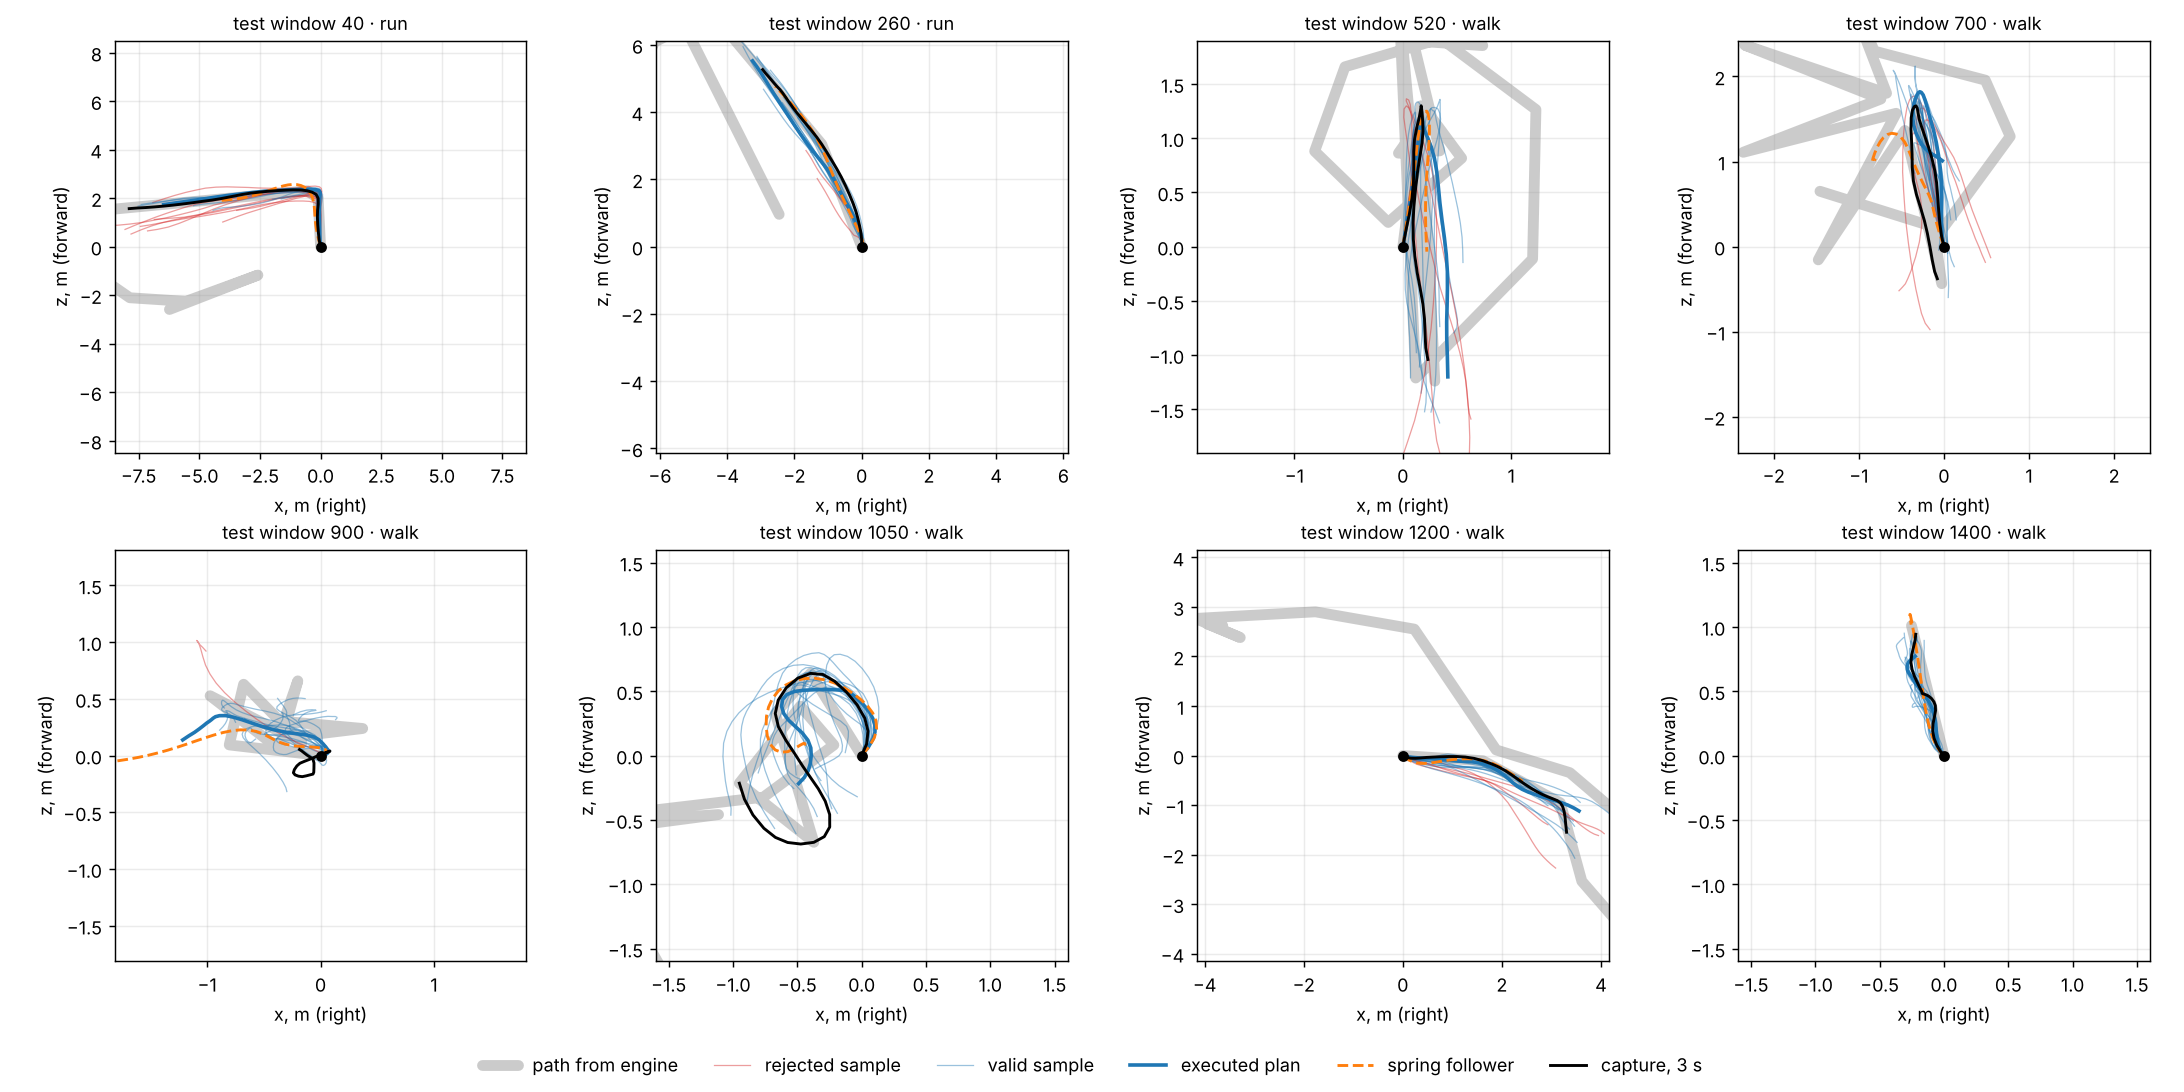 test window 40 · run
test window 260 · run
test window 520 · walk
test window 700 · walk
8
6
4
2
0
−2
−4
−6
−8
z, m (forward)
−7.5 −5.0 −2.5 0.0 2.5 5.0 7.5
x, m (right)
6
4
2
0
−2
−4
−6
z, m (forward)
−6 −4 −2 0 2 4 6
x, m (right)
1.5
1.0
0.5
0.0
−0.5
−1.0
−1.5
z, m (forward)
−1 0 1
x, m (right)
2
1
0
−1
−2
z, m (forward)
−2 −1 0 1 2
x, m (right)
test window 900 · walk
test window 1050 · walk
test window 1200 · walk
test window 1400 · walk
1.5
1.0
0.5
0.0
−0.5
−1.0
−1.5
z, m (forward)
−1 0 1
x, m (right)
1.5
1.0
0.5
0.0
−0.5
−1.0
−1.5
z, m (forward)
−1.5 −1.0 −0.5 0.0 0.5 1.0 1.5
x, m (right)
4
3
2
1
0
−1
−2
−3
−4
z, m (forward)
−4 −2 0 2 4
x, m (right)
1.5
1.0
0.5
0.0
−0.5
−1.0
−1.5
z, m (forward)
−1.5 −1.0 −0.5 0.0 0.5 1.0 1.5
x, m (right)
path from engine rejected sample valid sample executed plan spring follower capture, 3 s